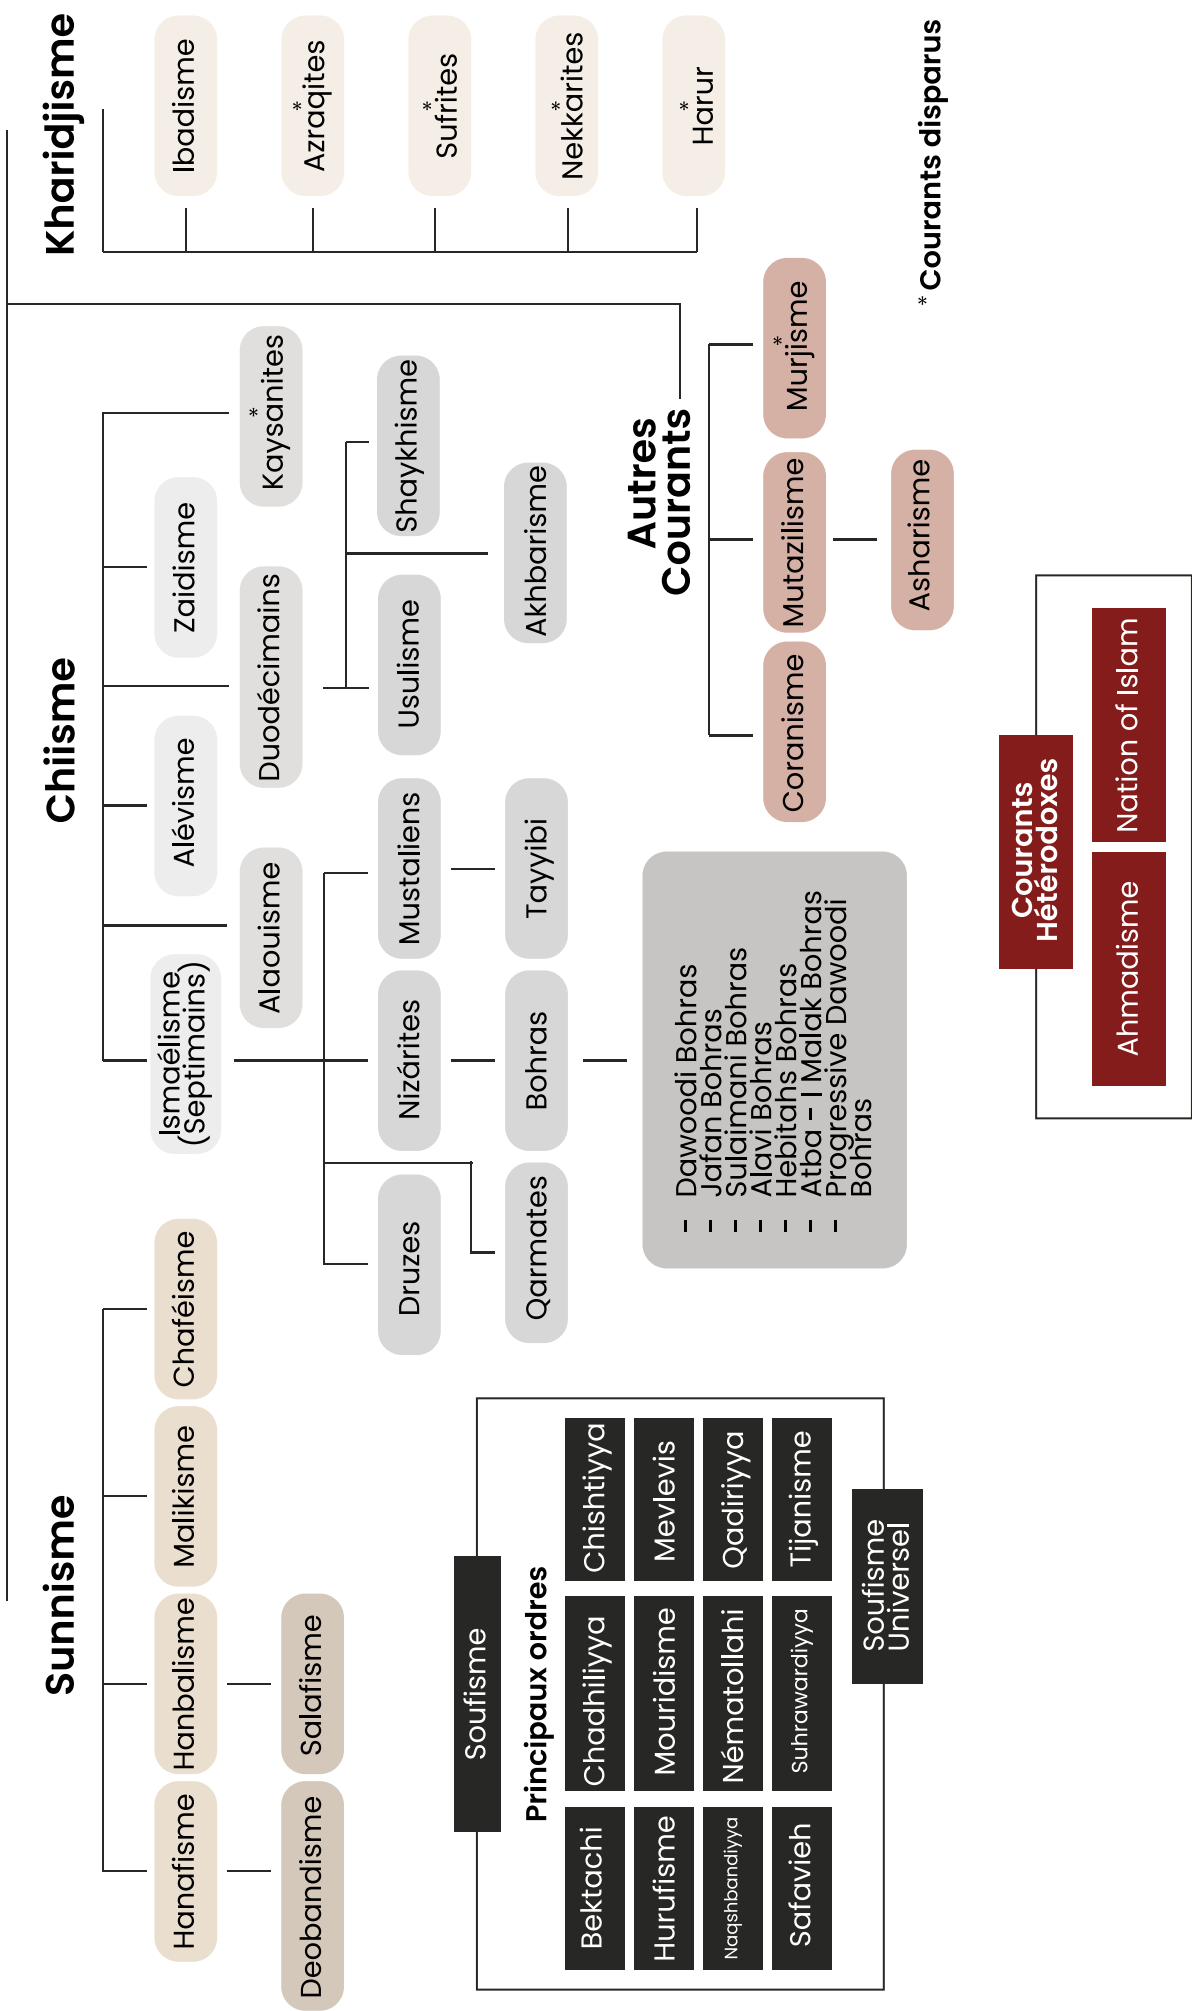 Sunnisme
Hanafisme
Hanbalisme
Malikisme
Chaféisme
Deobandisme
Salafisme
Soufisme
Principaux ordres
Bektachi
Chadhiliyya
Chishtiyya
Hurufisme
Mouridisme
Mevlevis
Naqshbandiyya
Nématollahi
Qadiriyya
Safavieh
Suhrawardiyya
Tijanisme
Soufisme
Universel
Chiisme
Ismaélisme
(Septimains)
Alévisme
Zaidisme
Alaouisme
Duodécimains
Kaysanites
*
Druzes
Nizárites
Mustaliens
Usulisme
Shaykhisme
Qarmates
Bohras
Tayyibi
Akhbarisme
- Dawoodi Bohras
- Jafan Bohras
- Sulaimani Bohras
- Alavi Bohras
- Hebitahs Bohras
- Atba - I Malak Bohras
- Progressive Dawoodi
Bohras
Kharidjisme
Ibadisme
Azraqites
*
Sufrites
*
Nekkarites
*
Harur
*
Autres
Courants
Coranisme
Mutazilisme
Murjisme
*
Asharisme
* Courants disparus
Courants
Hétérodoxes
Ahmadisme
Nation of Islam